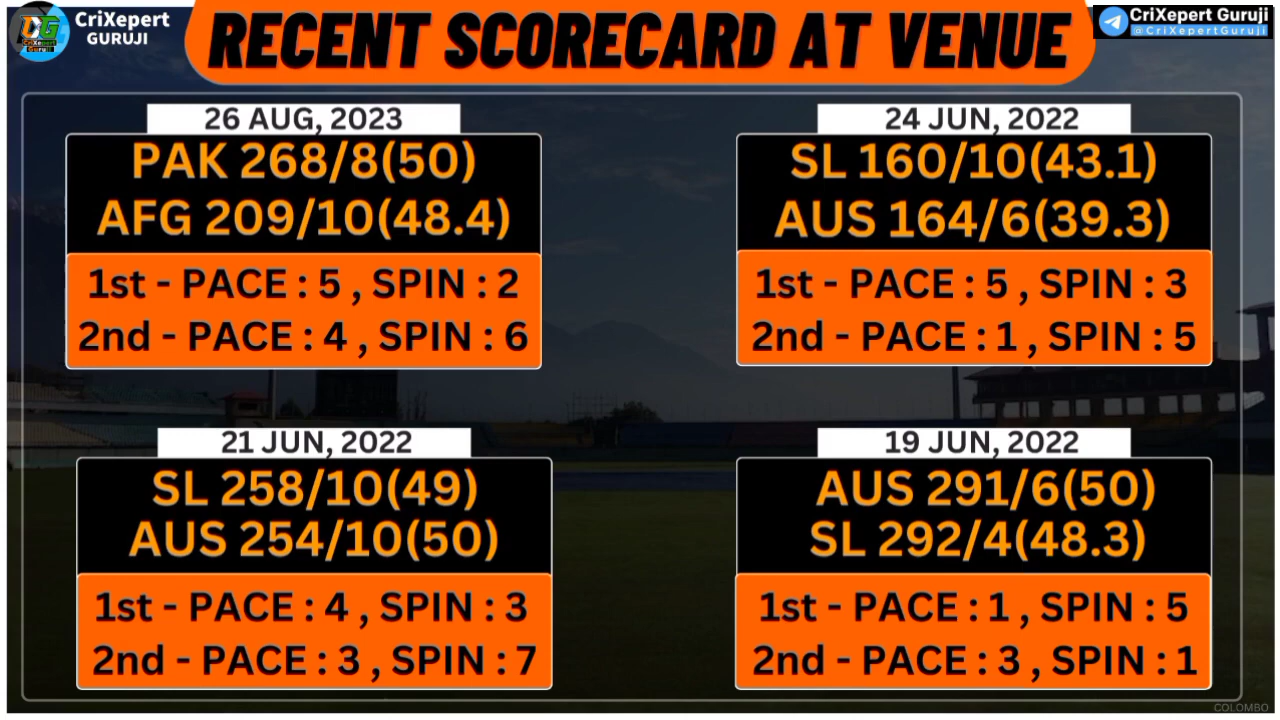 CriXepert
GURUJI
RECENT SCORECARD AT VENUE
CriXepert Guruji
@CriXepertGuruji
26 AUG, 2023
PAK 268/8(50)
AFG 209/10(48.4)
1st - PACE : 5 , SPIN : 2
2nd - PACE : 4 , SPIN : 6
24 JUN, 2022
SL 160/10(43.1)
AUS 164/6(39.3)
1st - PACE : 5 , SPIN : 3
2nd - PACE : 1 , SPIN : 5
21 JUN, 2022
SL 258/10(49)
AUS 254/10(50)
1st - PACE : 4 , SPIN : 3
2nd - PACE : 3 , SPIN : 7
19 JUN, 2022
AUS 291/6(50)
SL 292/4(48.3)
1st - PACE : 1 , SPIN : 5
2nd - PACE : 3 , SPIN : 1
COLOMBO